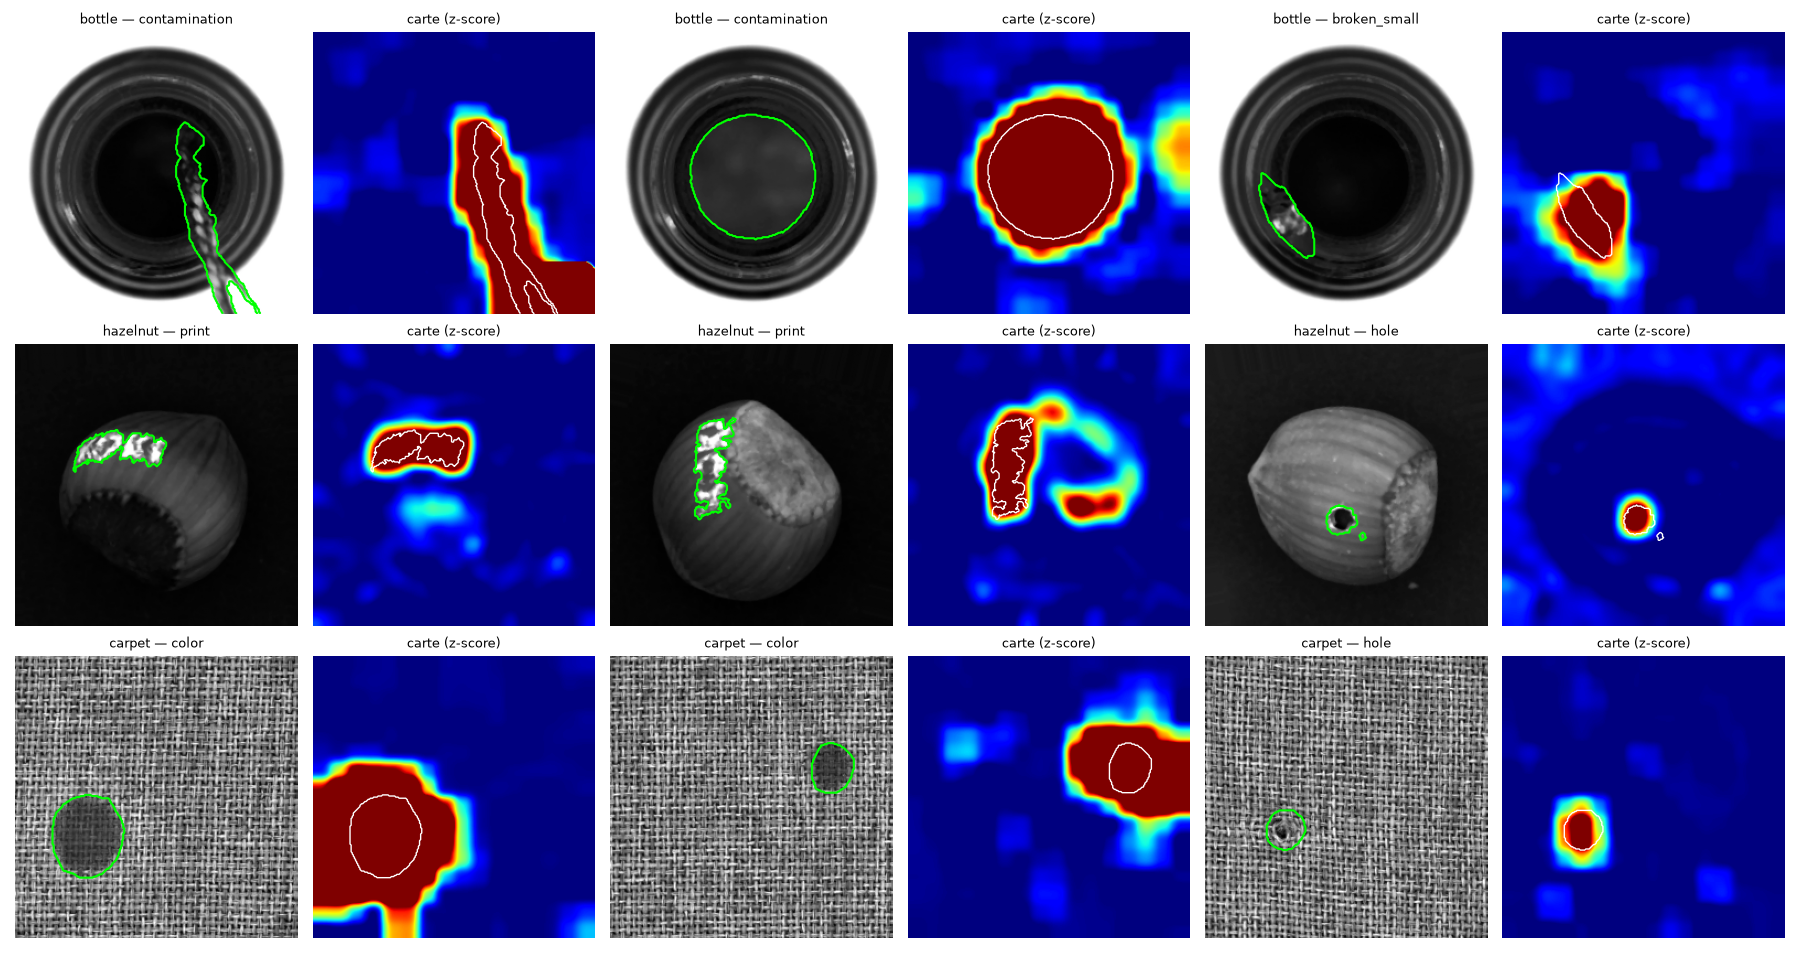 bottle — contamination
carte (z-score)
bottle — contamination
carte (z-score)
bottle — broken_small
carte (z-score)
hazelnut — print
carte (z-score)
hazelnut — print
carte (z-score)
hazelnut — hole
carte (z-score)
carpet — color
carte (z-score)
carpet — color
carte (z-score)
carpet — hole
carte (z-score)